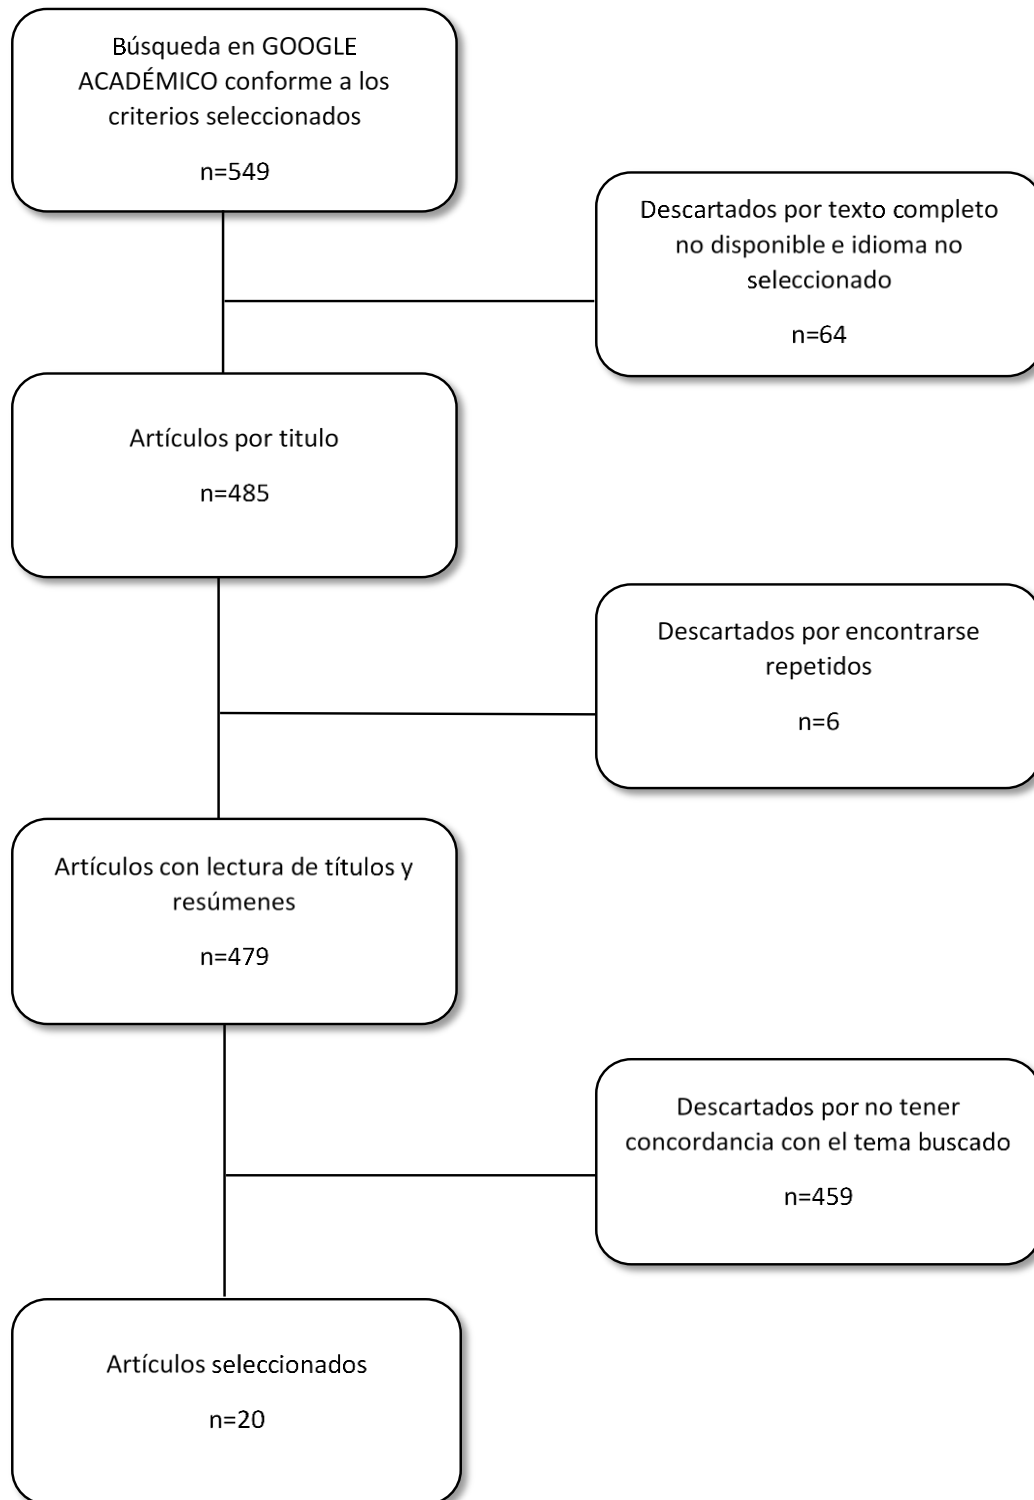 Búsqueda en GOOGLE
ACADÉMICO conforme a los
criterios seleccionados
n=549
Descartados por texto completo
no disponible e idioma no
seleccionado
n=64
Artículos por titulo
n=485
Descartados por encontrarse
repetidos
n=6
Artículos con lectura de títulos y
resúmenes
n=479
Descartados por no tener
concordancia con el tema buscado
n=459
Artículos seleccionados
n=20